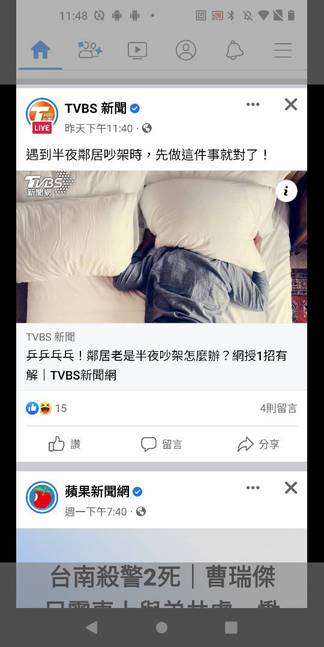 11:48
TVBS 新聞
LIVE
昨天下午11:40 ·
遇到半夜鄰居吵架時，先做這件事就對了！
TVBS
新聞網
TVBS 新聞
乒乒乓乓！鄰居老是半夜吵架怎麼辦？網授1招有
解｜TVBS新聞網
15
4則留言
讚
留言
分享
蘋果新聞網
週一下午7:40 ·
台南殺警2死｜曹瑞傑